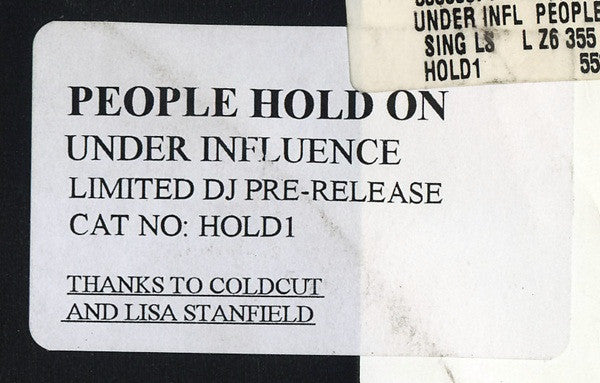 UNDER INFL PEOPLE
SING LS L Z6 355
HOLD1 55
PEOPLE HOLD ON
UNDER INFLUENCE
LIMITED DJ PRE-RELEASE
CAT NO: HOLD1
THANKS TO COLDCUT
AND LISA STANFIELD